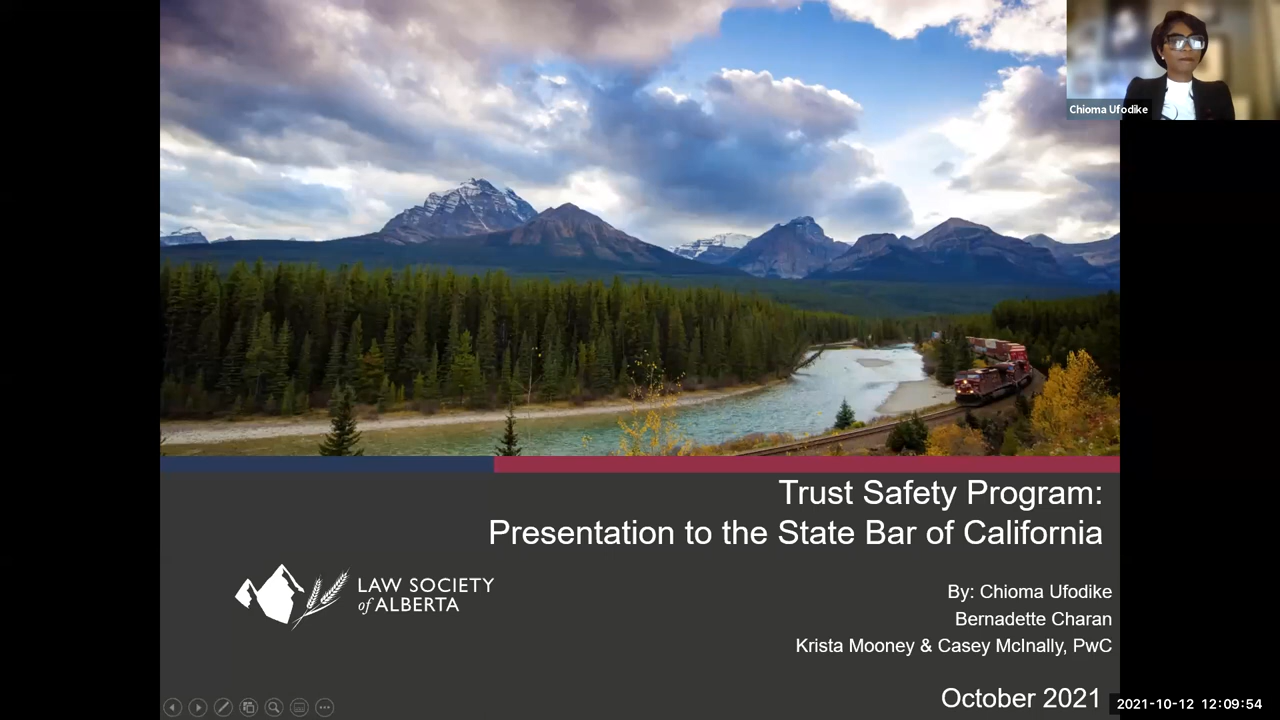 Chioma Ufodike
Trust Safety Program:
Presentation to the State Bar of California
LAW SOCIETY
of ALBERTA
By: Chioma Ufodike
Bernadette Charan
Krista Mooney & Casey McInally, PwC
October 2021
2021-10-12 12:09:54